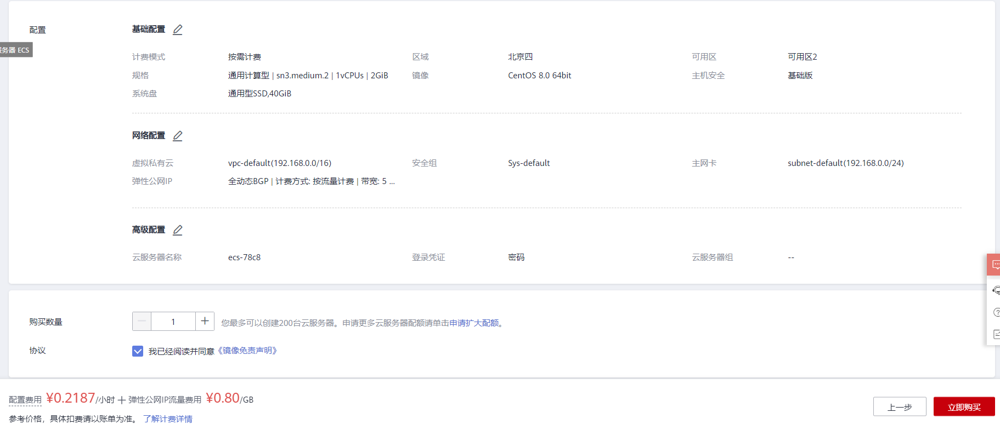 配置
基础配置
服务器 ECS
计费模式 按需计费 区域 北京四 可用区 可用区2
规格 通用计算型 | sn3.medium.2 | 1vCPUs | 2GiB 镜像 CentOS 8.0 64bit 主机安全 基础版
系统盘 通用型SSD,40GiB
网络配置
虚拟私有云 vpc-default(192.168.0.0/16) 安全组 Sys-default 主网卡 subnet-default(192.168.0.0/24)
弹性公网IP 全动态BGP | 计费方式: 按流量计费 | 带宽: 5 ...
高级配置
云服务器名称 ecs-78c8 登录凭证 密码 云服务器组 --
购买数量 1 您最多可以创建200台云服务器。申请更多云服务器配额请单击申请扩大配额。
协议 我已经阅读并同意《镜像免责声明》
配置费用 ¥0.2187/小时 + 弹性公网IP流量费用 ¥0.80/GB
参考价格，具体扣费请以账单为准。 了解计费详情
上一步 立即购买